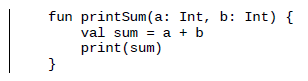 fun printSum(a: Int, b: Int) {
    val sum = a + b
    print(sum)
}